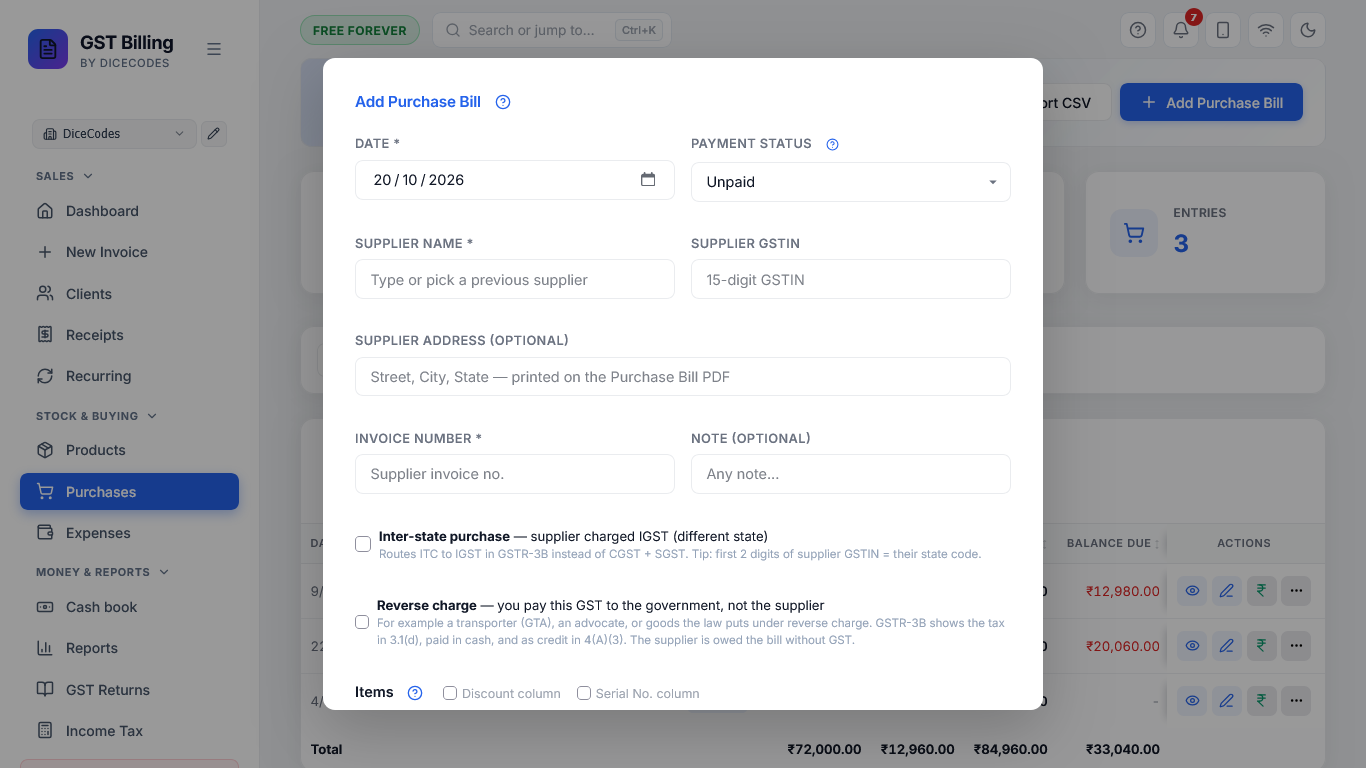 GST Billing
BY DICECODES
DiceCodes
SALES
Dashboard
New Invoice
Clients
Receipts
Recurring
STOCK & BUYING
Products
Purchases
Expenses
MONEY & REPORTS
Cash book
Reports
GST Returns
Income Tax
FREE FOREVER
Search or jump to...
Ctrl+K
7
ort CSV
Add Purchase Bill
ENTRIES
3
Add Purchase Bill
DATE *
PAYMENT STATUS
20/10/2026
Unpaid
SUPPLIER NAME *
SUPPLIER GSTIN
Type or pick a previous supplier
15-digit GSTIN
SUPPLIER ADDRESS (OPTIONAL)
Street, City, State — printed on the Purchase Bill PDF
INVOICE NUMBER *
NOTE (OPTIONAL)
Supplier invoice no.
Any note...
Inter-state purchase — supplier charged IGST (different state)
Routes ITC to IGST in GSTR-3B instead of CGST + SGST. Tip: first 2 digits of supplier GSTIN = their state code.
Reverse charge — you pay this GST to the government, not the supplier
For example a transporter (GTA), an advocate, or goods the law puts under reverse charge. GSTR-3B shows the tax
in 3.1(d), paid in cash, and as credit in 4(A)(3). The supplier is owed the bill without GST.
Items
Discount column
Serial No. column
DA
BALANCE DUE
ACTIONS
9/
0
₹12,980.00
₹
22
0
₹20,060.00
₹
4/
0
-
₹
Total
₹72,000.00
₹12,960.00
₹84,960.00
₹33,040.00